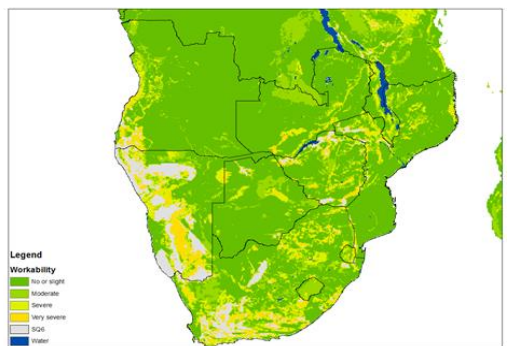 Legend
Workability
No or slight
Moderate
Severe
Very severe
SQ6
Water